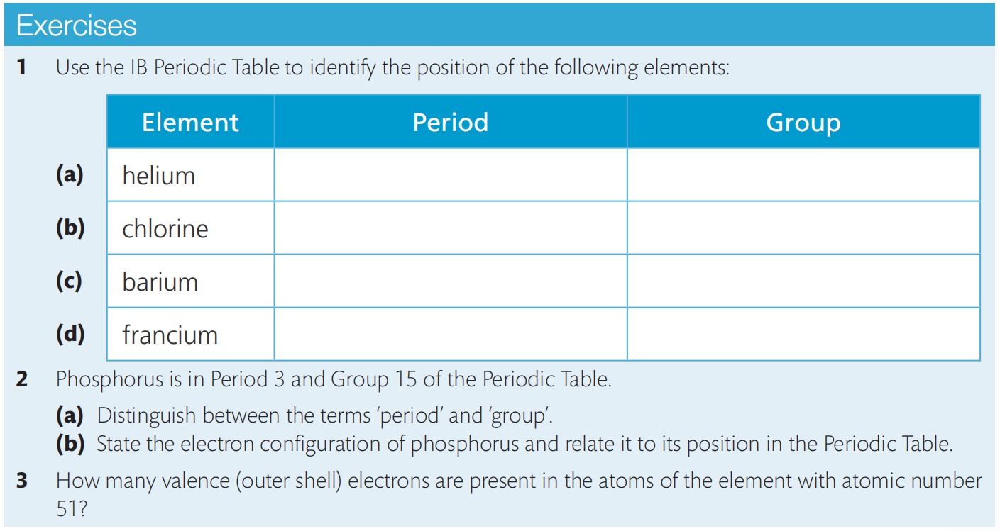 Exercises
1 Use the IB Periodic Table to identify the position of the following elements:
Element Period Group
(a) helium
(b) chlorine
(c) barium
(d) francium
2 Phosphorus is in Period 3 and Group 15 of the Periodic Table.
(a) Distinguish between the terms ‘period’ and ‘group’.
(b) State the electron configuration of phosphorus and relate it to its position in the Periodic Table.
3 How many valence (outer shell) electrons are present in the atoms of the element with atomic number
51?